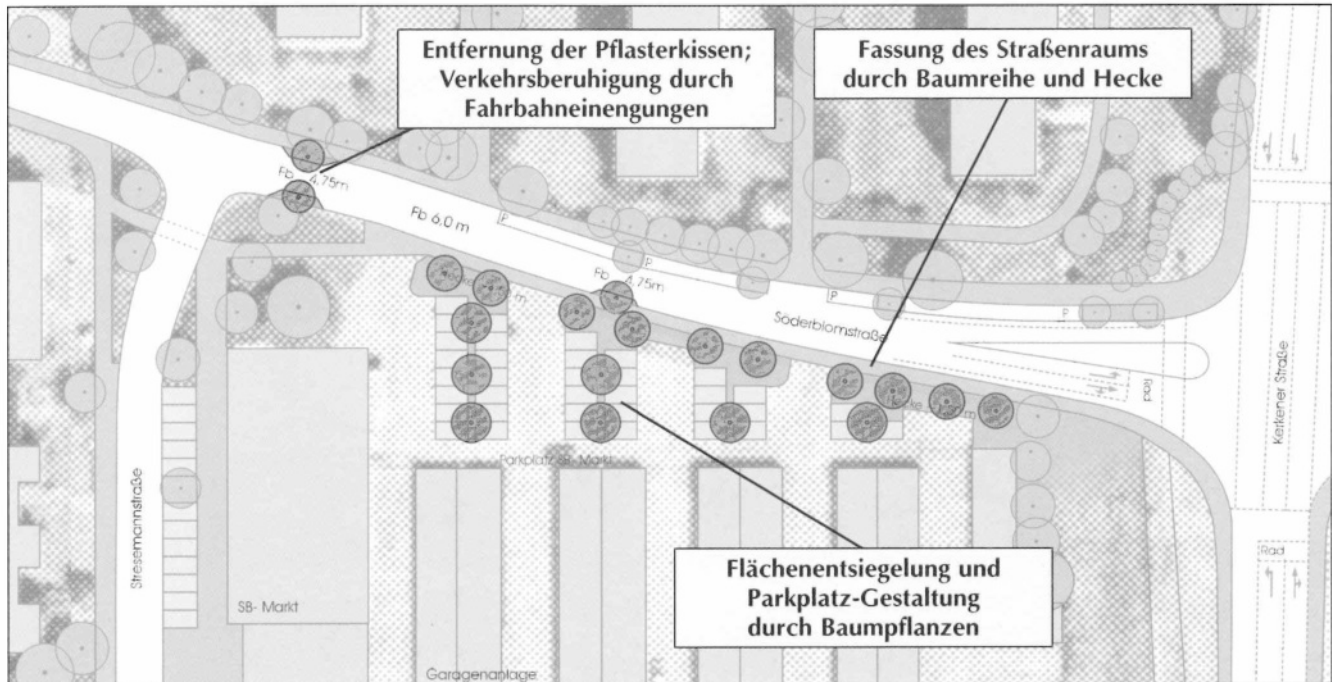 Entfernung der Pflasterkissen;
Verkehrsberuhigung durch
Fahrbahneinengungen
Fassung des Straßenraums
durch Baumreihe und Hecke
Fb 4.75m
Fb 6.0 m
P
P
Fb 4.75m
P
P
Söderblomstraße
Rad
Kerkener Straße
Parkplatz SB-Markt
Stresemannstraße
Flächenentsiegelung und
Parkplatz-Gestaltung
durch Baumpflanzen
Rad
SB- Markt
Garagenanlage